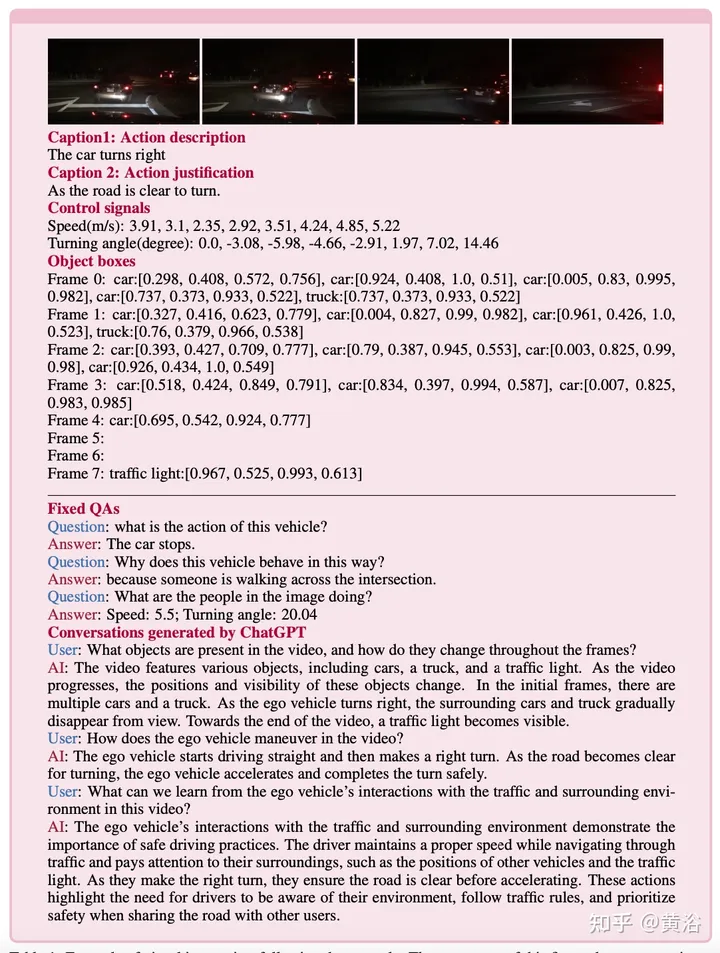 Caption1: Action description
The car turns right
Caption 2: Action justification
As the road is clear to turn.
Control signals
Speed(m/s): 3.91, 3.1, 2.35, 2.92, 3.51, 4.24, 4.85, 5.22
Turning angle(degree): 0.0, -3.08, -5.98, -4.66, -2.91, 1.97, 7.02, 14.46
Object boxes
Frame 0: car:[0.298, 0.408, 0.572, 0.756], car:[0.924, 0.408, 1.0, 0.51], car:[0.005, 0.83, 0.995,
0.982], car:[0.737, 0.373, 0.933, 0.522], truck:[0.737, 0.373, 0.933, 0.522]
Frame 1: car:[0.327, 0.416, 0.623, 0.779], car:[0.004, 0.827, 0.99, 0.982], car:[0.961, 0.426, 1.0,
0.523], truck:[0.76, 0.379, 0.966, 0.538]
Frame 2: car:[0.393, 0.427, 0.709, 0.777], car:[0.79, 0.387, 0.945, 0.553], car:[0.003, 0.825, 0.99,
0.98], car:[0.926, 0.434, 1.0, 0.549]
Frame 3: car:[0.518, 0.424, 0.849, 0.791], car:[0.834, 0.397, 0.994, 0.587], car:[0.007, 0.825,
0.983, 0.985]
Frame 4: car:[0.695, 0.542, 0.924, 0.777]
Frame 5:
Frame 6:
Frame 7: traffic light:[0.967, 0.525, 0.993, 0.613]
Fixed QAs
Question: what is the action of this vehicle?
Answer: The car stops.
Question: Why does this vehicle behave in this way?
Answer: because someone is walking across the intersection.
Question: What are the people in the image doing?
Answer: Speed: 5.5; Turning angle: 20.04
Conversations generated by ChatGPT
User: What objects are present in the video, and how do they change throughout the frames?
AI: The video features various objects, including cars, a truck, and a traffic light. As the video
progresses, the positions and visibility of these objects change. In the initial frames, there are
multiple cars and a truck. As the ego vehicle turns right, the surrounding cars and truck gradually
disappear from view. Towards the end of the video, a traffic light becomes visible.
User: How does the ego vehicle maneuver in the video?
AI: The ego vehicle starts driving straight and then makes a right turn. As the road becomes clear
for turning, the ego vehicle accelerates and completes the turn safely.
User: What can we learn from the ego vehicle's interactions with the traffic and surrounding envi-
ronment in this video?
AI: The ego vehicle's interactions with the traffic and surrounding environment demonstrate the
importance of safe driving practices. The driver maintains a proper speed while navigating through
traffic and pays attention to their surroundings, such as the positions of other vehicles and the traffic
light. As they make the right turn, they ensure the road is clear before accelerating. These actions
highlight the need for drivers to be aware of their environment, follow traffic rules, and prioritize
safety when sharing the road with other users.
知乎 @黄浴